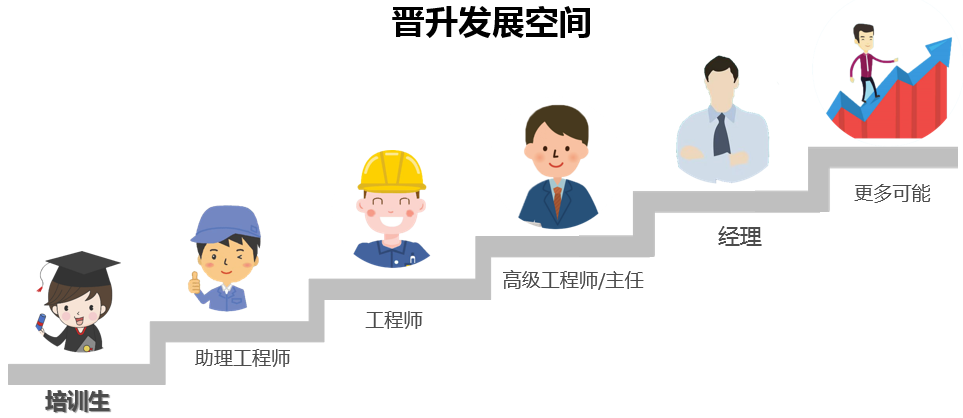 晋升发展空间
更多可能
经理
高级工程师/主任
工程师
助理工程师
培训生